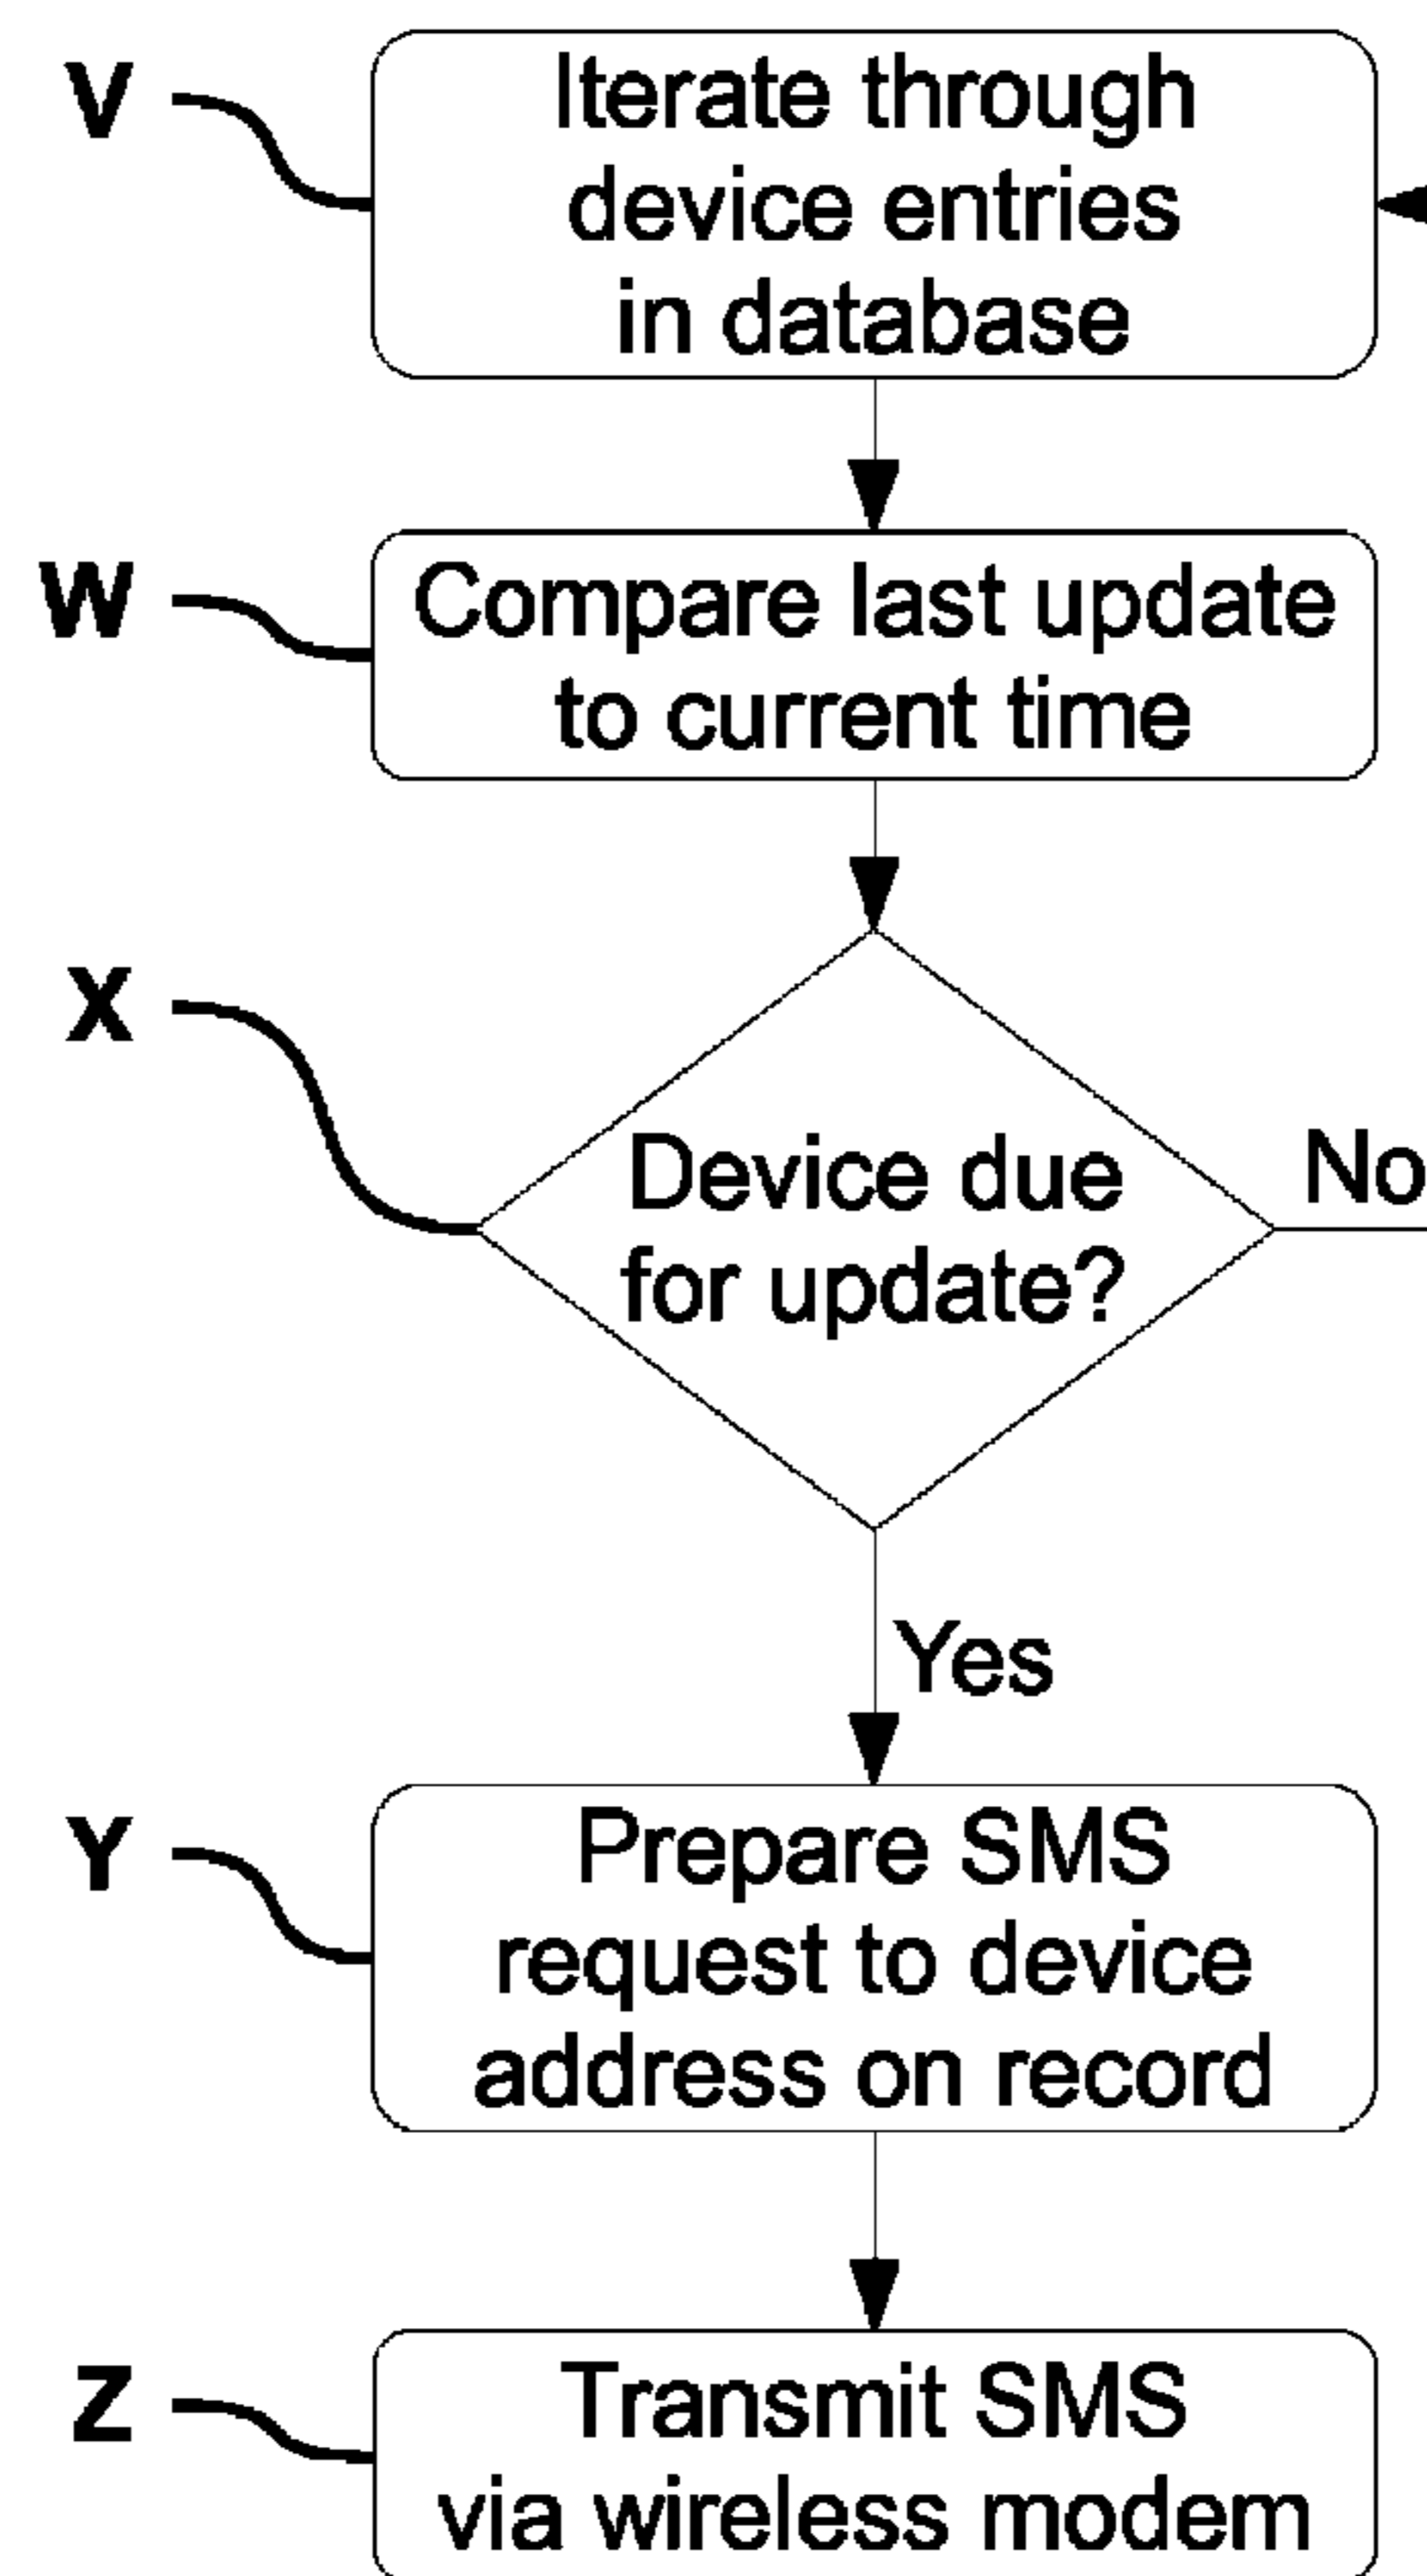 V
Iterate through
device entries
in database
W
Compare last update
to current time
X
Device due
for update?
No
Yes
Y
Prepare SMS
request to device
address on record
Z
Transmit SMS
via wireless modem